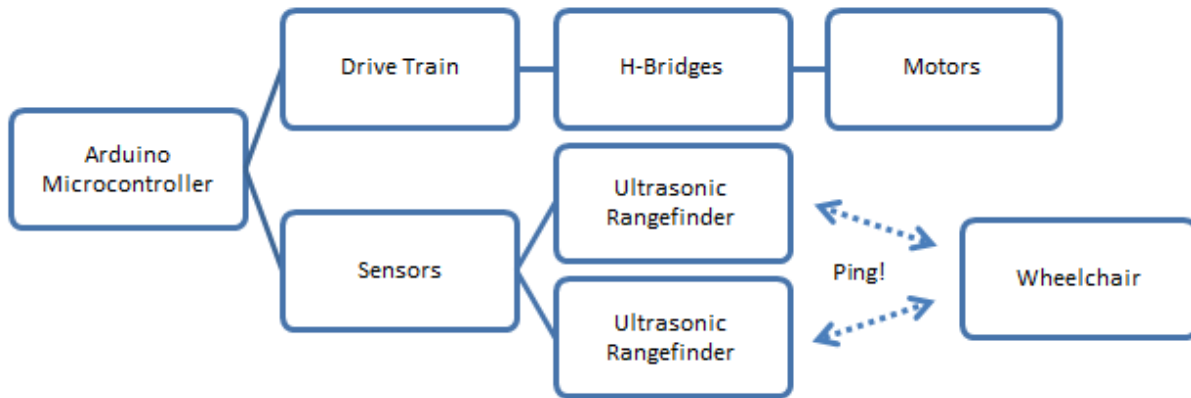 Drive Train
H-Bridges
Motors
Arduino
Microcontroller
Ultrasonic
Rangefinder
Sensors
Ping!
Wheelchair
Ultrasonic
Rangefinder